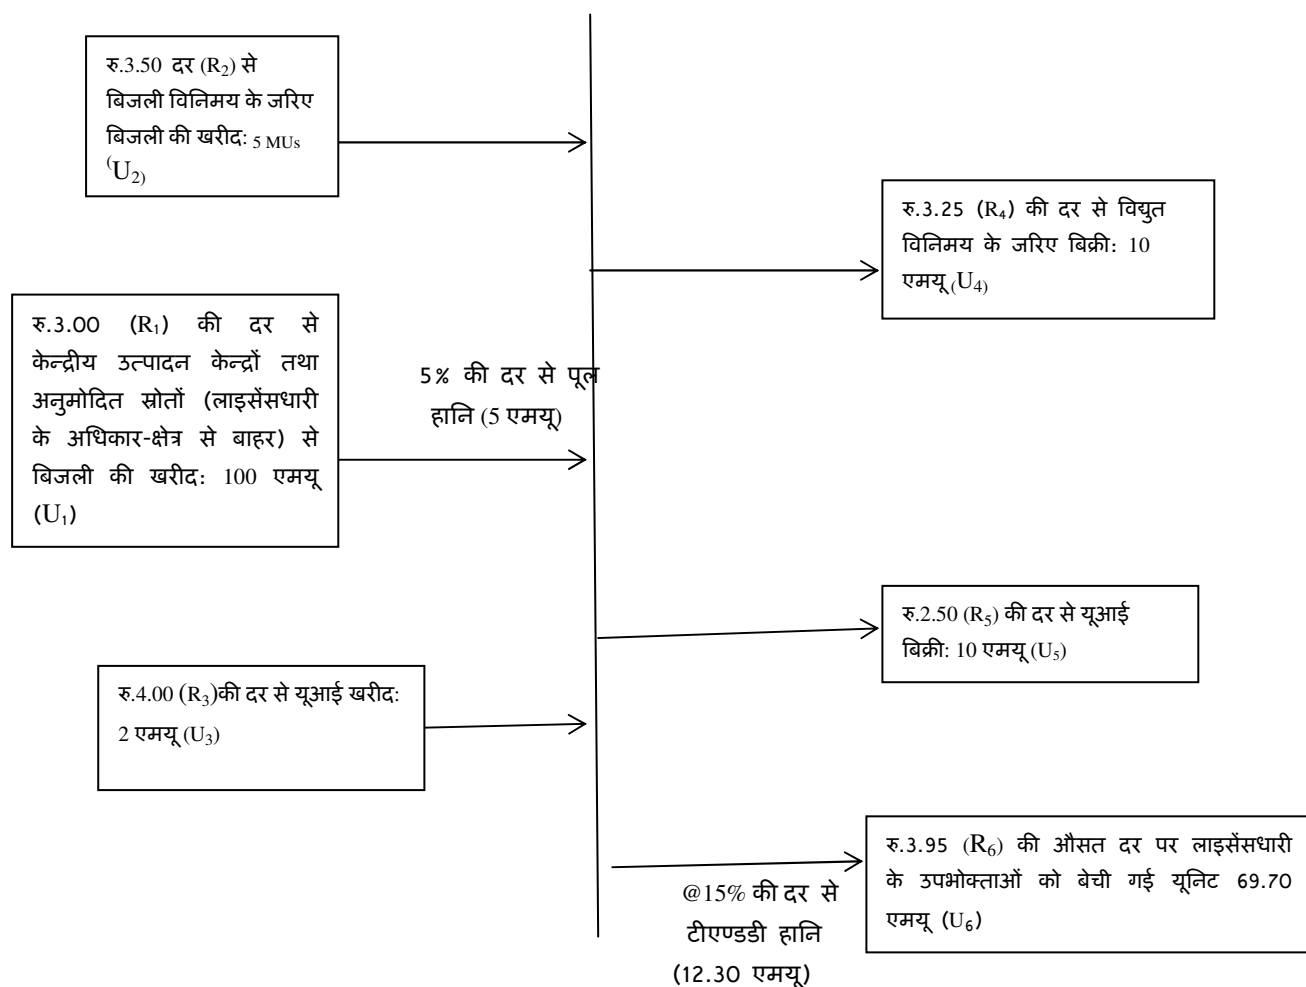 रु.3.50 दर (R₂) से
बिजली विनिमय के जरिए
बिजली की खरीद: 5 MUs
(U₂)
रु.3.25 (R₄) की दर से विद्युत
विनिमय के जरिए बिक्री: 10
एमयू (U₄)
रु.3.00 (R₁) की दर से
केन्द्रीय उत्पादन केन्द्रों तथा
अनुमोदित स्रोतों (लाइसेंसधारी
के अधिकार-क्षेत्र से बाहर) से
बिजली की खरीद: 100 एमयू
(U₁)
5% की दर से पूल
हानि (5 एमयू)
रु.2.50 (R₅) की दर से यूआई
बिक्री: 10 एमयू (U₅)
रु.4.00 (R₃)की दर से यूआई खरीद:
2 एमयू (U₃)
रु.3.95 (R₆) की औसत दर पर लाइसेंसधारी
के उपभोक्ताओं को बेची गई यूनिट 69.70
एमयू (U₆)
@15% की दर से
टीएण्डडी हानि
(12.30 एमयू)